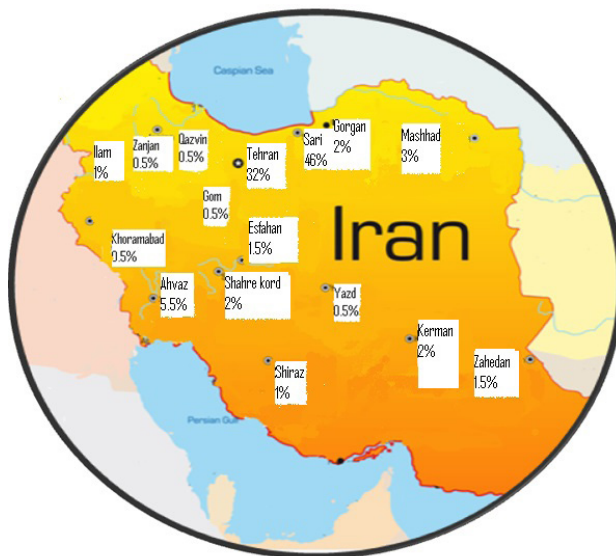 Caspian Sea
Ilam
1%
Zanjan
0.5%
Qazvin
0.5%
Tehran
32%
Sari
46%
Gorgan
2%
Mashhad
3%
Gom
0.5%
Esfahan
1.5%
Iran
Khoramabad
0.5%
Ahvaz
5.5%
Shahre kord
2%
Yazd
0.5%
Kerman
2%
Zahedan
1.5%
Shiraz
1%
Persian Gulf